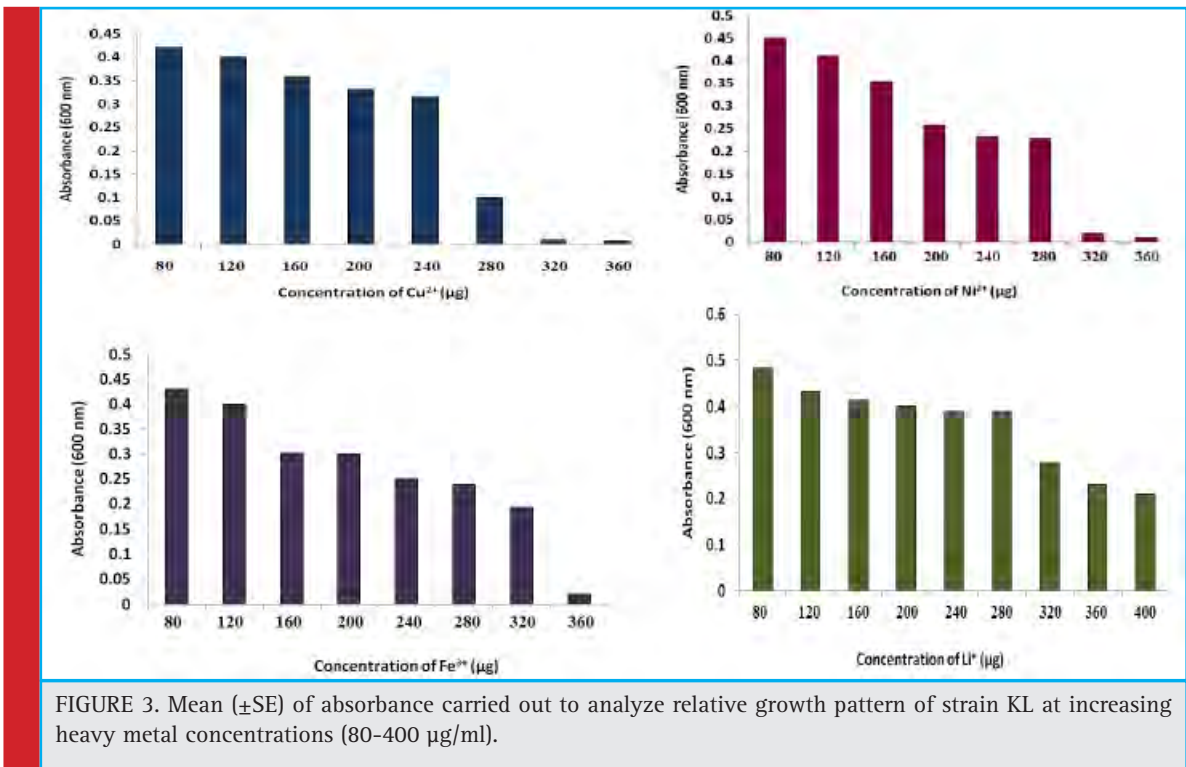 0.45
0.4
0.35
0.3
0.25
0.2
0.15
0.1
0.05
0
Absorbance (600 nm)
80 120 160 200 240 280 320 360
Concentration of Cu²⁺ (µg)
0.5
0.45
0.4
0.35
0.3
0.25
0.2
0.15
0.1
0.05
0
Absorbance (600 nm)
80 120 160 200 240 280 320 360
Concentration of Ni²⁺ (µg)
0.5
0.45
0.4
0.35
0.3
0.25
0.2
0.15
0.1
0.05
0
Absorbance (600 nm)
80 120 160 200 240 280 320 360
Concentration of (µg)
0.6
0.5
0.4
0.3
0.2
0.1
0
Absorbance (600 nm)
80 120 160 200 240 280 320 360 400
Concentration of Li⁺ (µg)
FIGURE 3. Mean (±SE) of absorbance carried out to analyze relative growth pattern of strain KL at increasing
heavy metal concentrations (80-400 µg/ml).